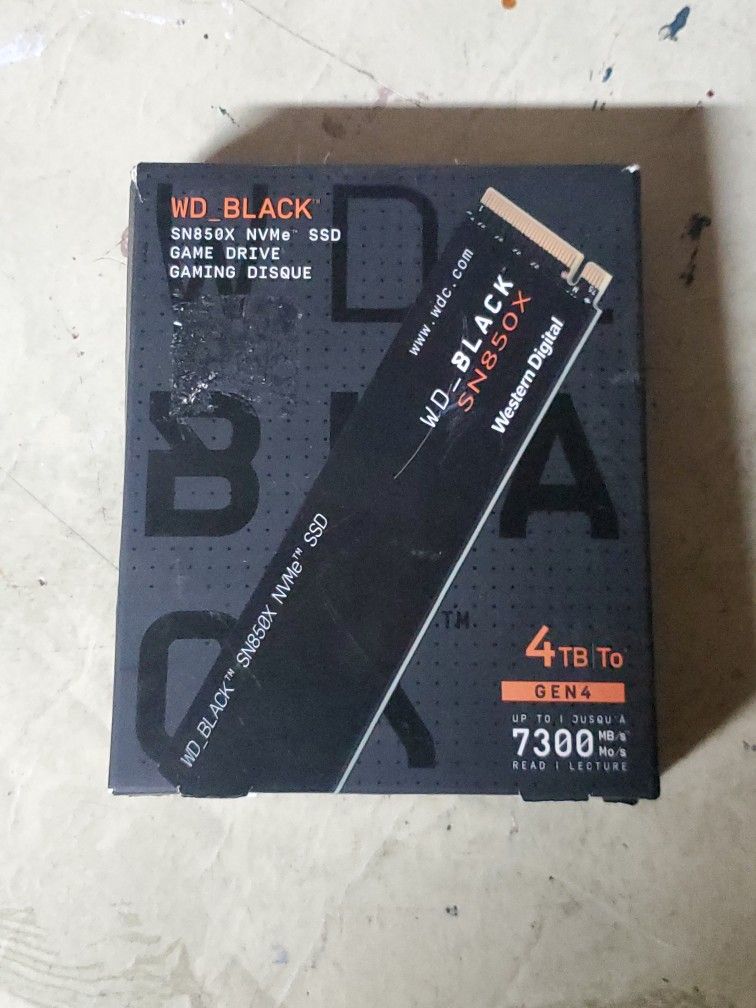 WD_BLACK™
SN850X NVMe™ SSD
GAME DRIVE
GAMING DISQUE
www.wdc.com
WD_BLACK
SN850X
Western Digital
WD_BLACK™ SN850X NVMe™ SSD
™
4TB|To
GEN4
UP TO | JUSQU'À
7300 MB/s
Mo/s
READ | LECTURE